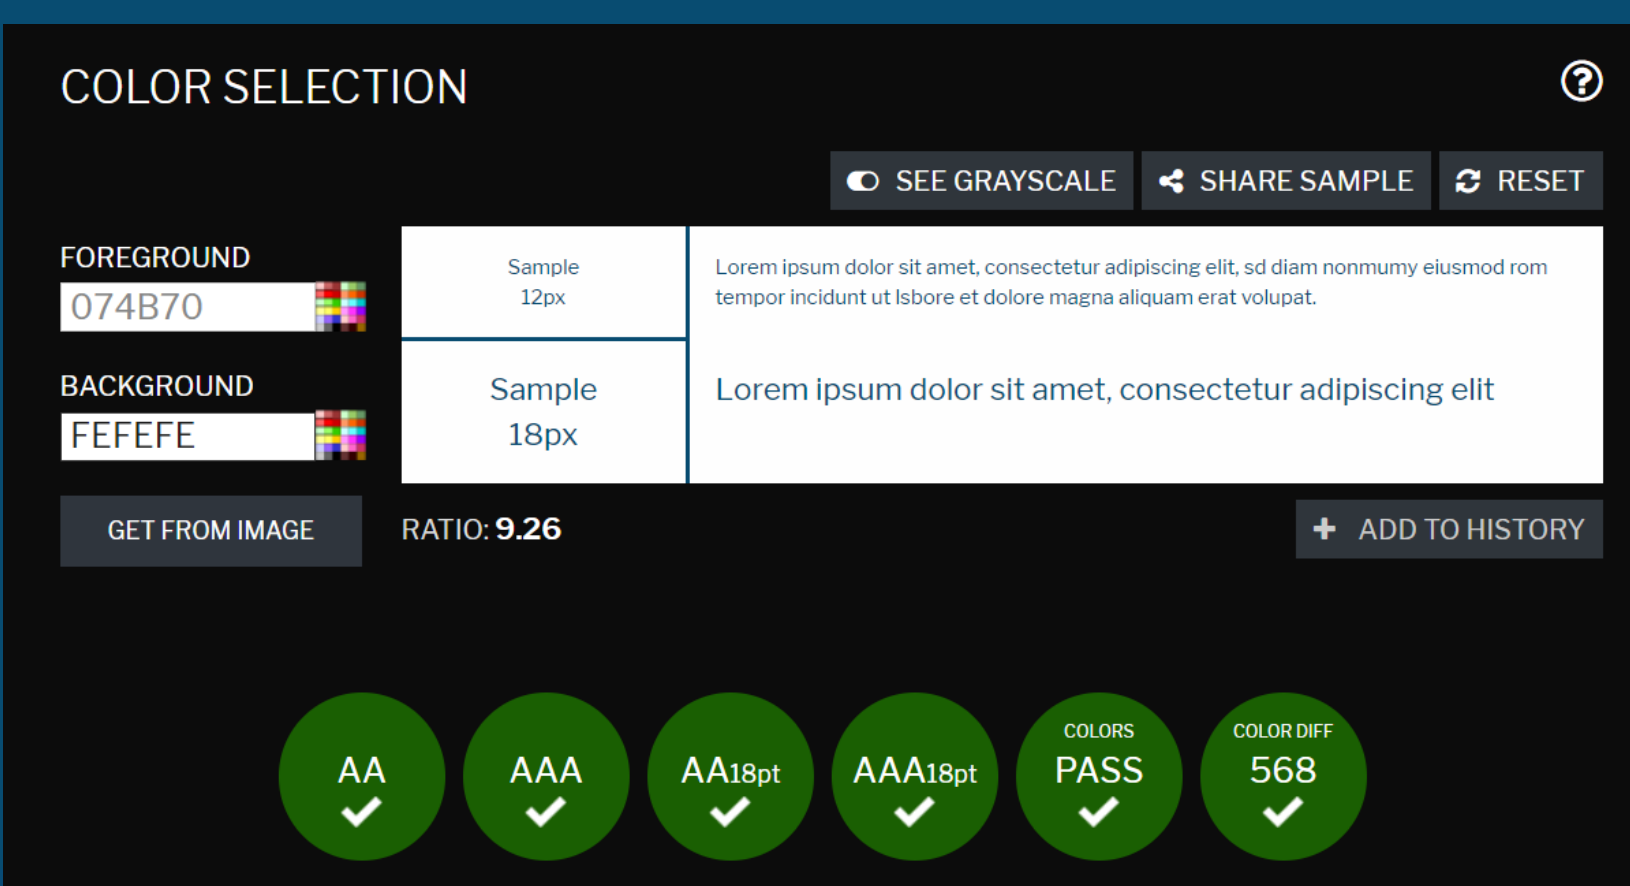 COLOR SELECTION
SEE GRAYSCALE
SHARE SAMPLE
RESET
FOREGROUND
074B70
BACKGROUND
FEFEFE
GET FROM IMAGE
Sample
12px
Lorem ipsum dolor sit amet, consectetur adipiscing elit, sd diam nonmumy eiusmod rom
tempor incidunt ut lsbore et dolore magna aliquam erat volupat.
Sample
18px
Lorem ipsum dolor sit amet, consectetur adipiscing elit
RATIO: 9.26
ADD TO HISTORY
AA
AAA
AA18pt
AAA18pt
COLORS
PASS
COLOR DIFF
568